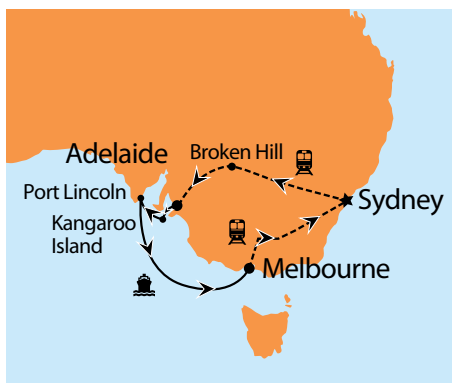 Broken Hill
Adelaide
Port Lincoln
Sydney
Kangaroo
Island
Melbourne